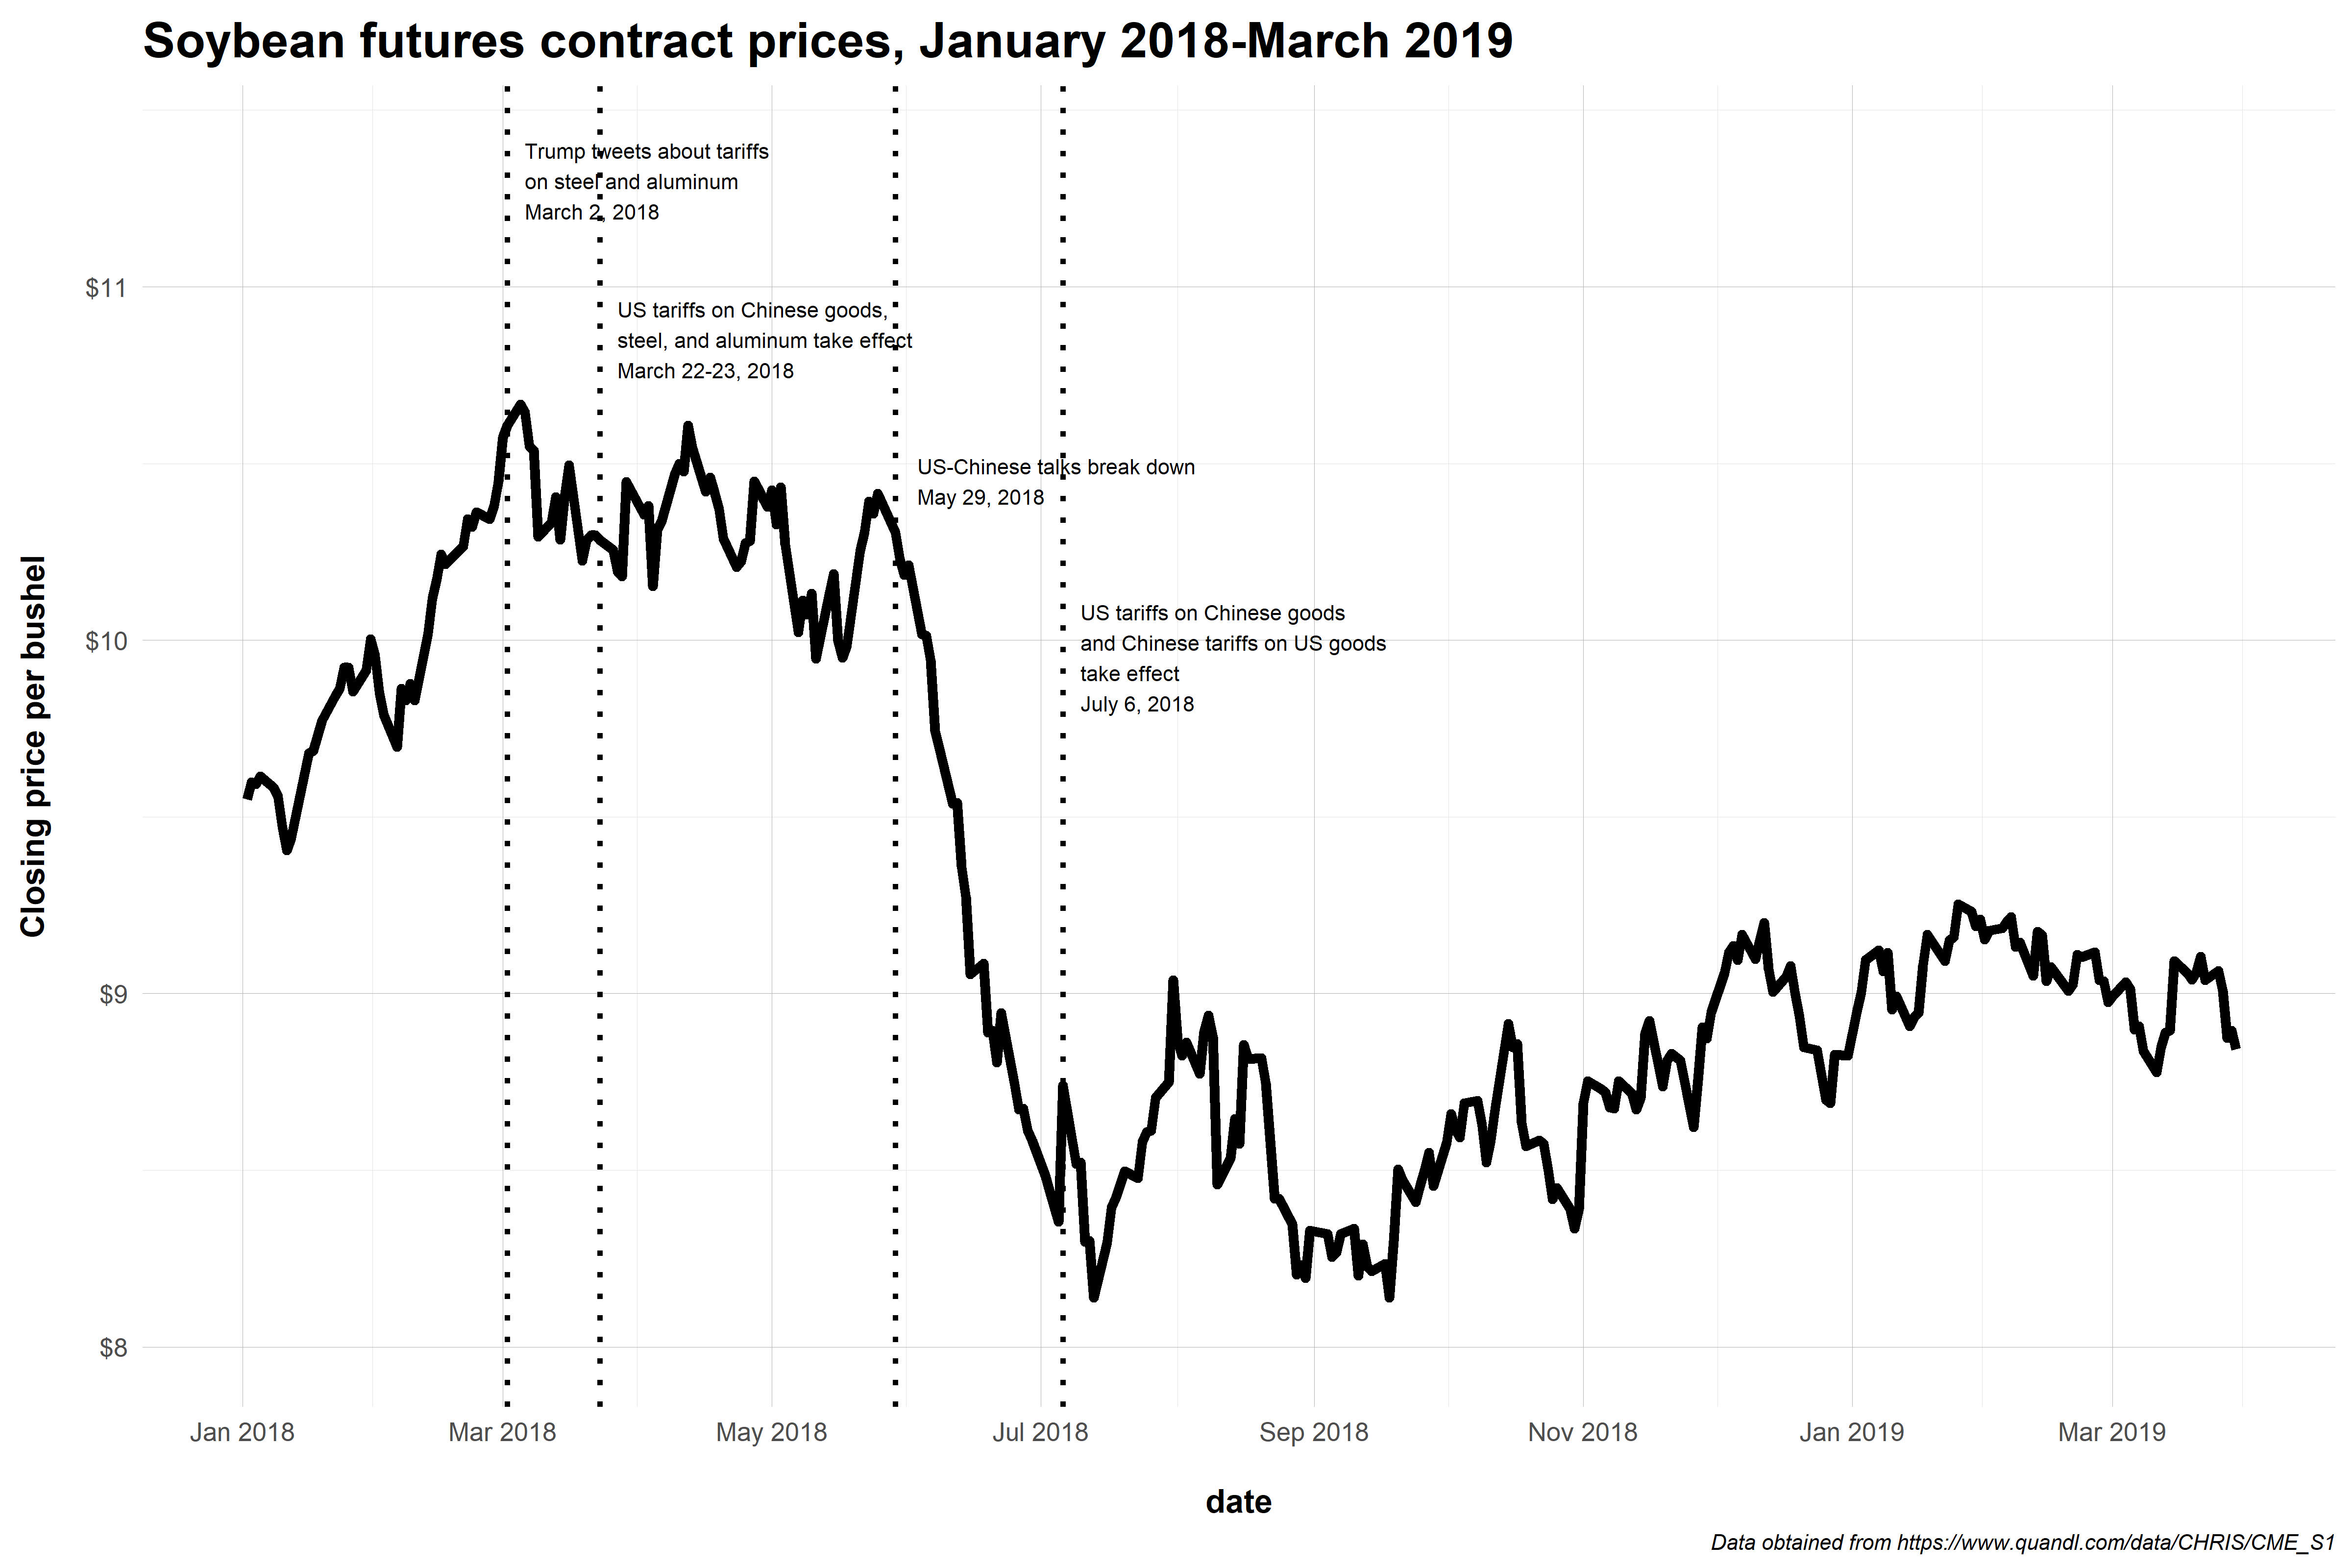 Soybean futures contract prices, January 2018-March 2019
Trump tweets about tariffs
on steel and aluminum
March 2, 2018
$11
US tariffs on Chinese goods,
steel, and aluminum take effect
March 22-23, 2018
US-Chinese talks break down
May 29, 2018
US tariffs on Chinese goods
and Chinese tariffs on US goods
take effect
July 6, 2018
$10
Closing price per bushel
$9
$8
Jan 2018 Mar 2018 May 2018 Jul 2018 Sep 2018 Nov 2018 Jan 2019 Mar 2019
date
Data obtained from https://www.quandl.com/data/CHRIS/CME_S1